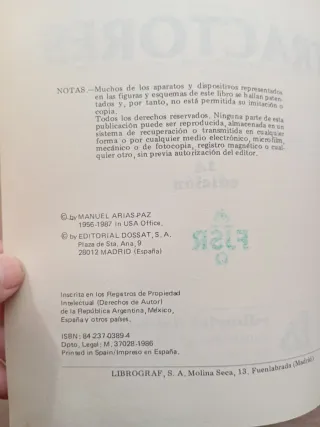 NOTAS.—Muchos de los aparatos y dispositivos representados
en las figuras y esquemas de este libro se hallan paten-
tados y, por tanto, no está permitida su imitación o
copia.
Todos los derechos reservados. Ninguna parte de esta
publicación puede ser reproducida, almacenada en un
sistema de recuperación o transmitida en cualquier
forma o por cualquier medio electrónico, microfilm,
mecánico o de fotocopia, registro magnético o cual-
quier otro, sin previa autorización del editor.
© by MANUEL ARIAS-PAZ
1956-1987 in USA Office.
© by EDITORIAL DOSSAT, S. A.
Plaza de Sta. Ana, 9
28012 MADRID (España)
Inscrita en los Registros de Propiedad
Intelectual (Derechos de Autor)
de la República Argentina, México,
España y otros países.
ISBN: 84-237-0389-4
Dpto. Legal: M. 37028-1986
Printed in Spain/Impreso en España.
LIBROGRAF, S. A. Molina Seca, 13. Fuenlabrada (Madrid)